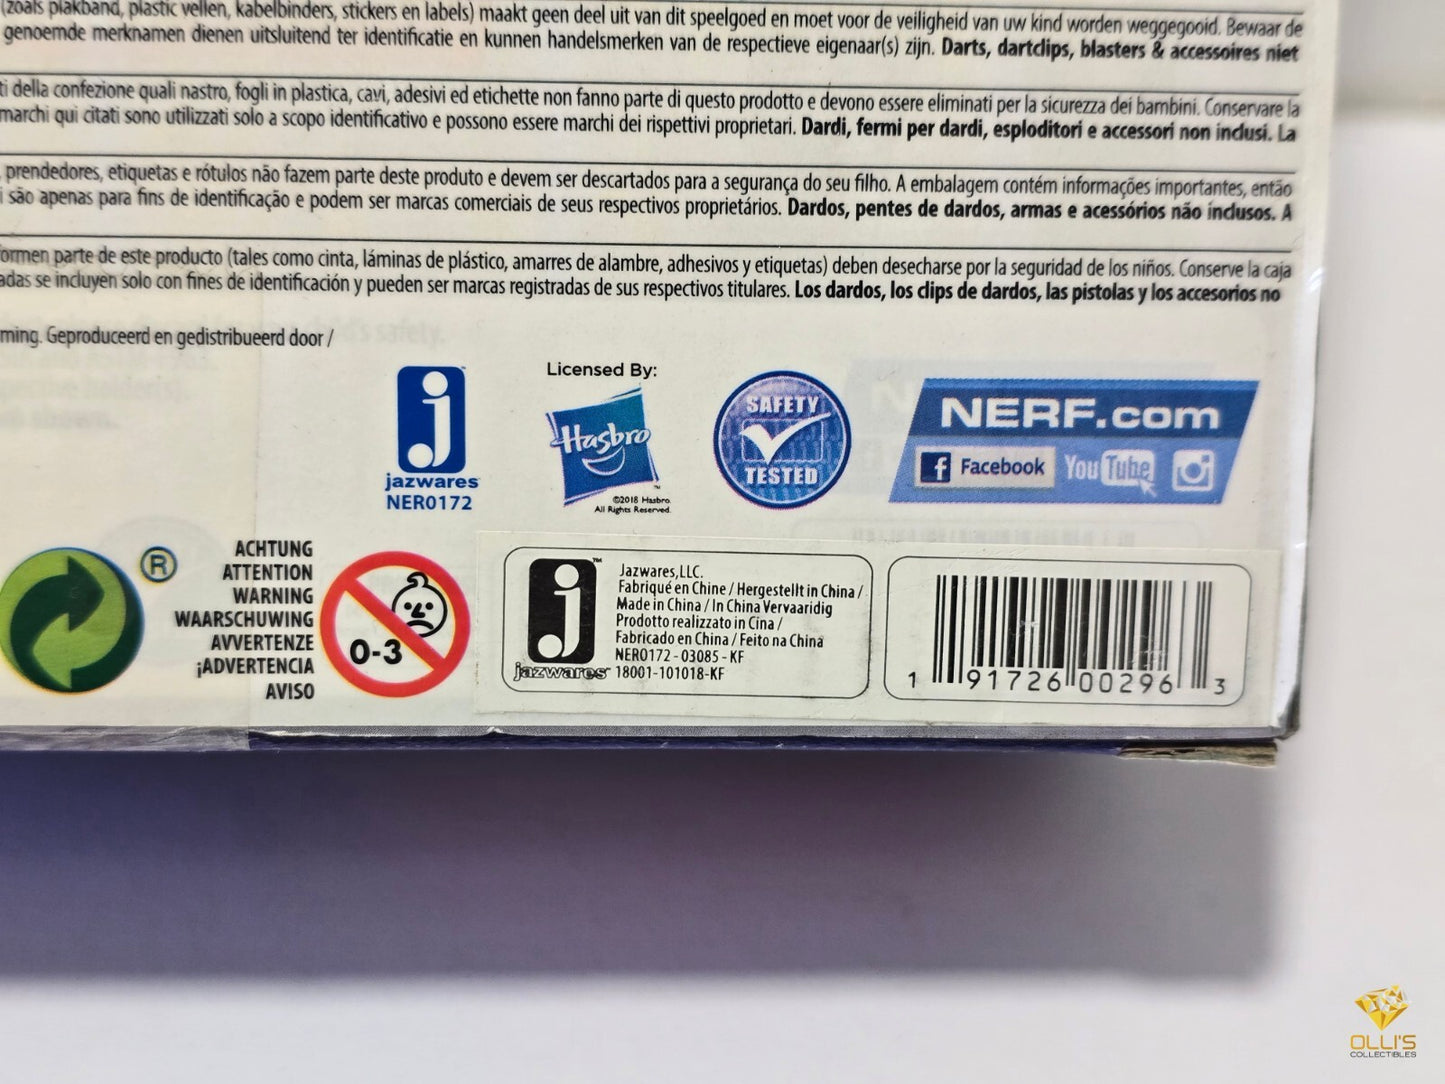 (zoals plakband, plastic vellen, kabelbinders, stickers en labels) maakt geen deel uit van dit speelgoed en moet voor de veiligheid van uw kind worden weggegooid. Bewaar de
genoemde merknamen dienen uitsluitend ter identificatie en kunnen handelsmerken van de respectieve eigenaar(s) zijn. Darts, dartclips, blasters & accessoires niet
ti della confezione quali nastro, fogli in plastica, cavi, adesivi ed etichette non fanno parte di questo prodotto e devono essere eliminati per la sicurezza dei bambini. Conservare la
marchi qui citati sono utilizzati solo a scopo identificativo e possono essere marchi dei rispettivi proprietari. Dardi, fermi per dardi, esploditori e accessori non inclusi. La
, prendedores, etiquetas e rótulos não fazem parte deste produto e devem ser descartados para a segurança do seu filho. A embalagem contém informações importantes, então
i são apenas para fins de identificação e podem ser marcas comerciais de seus respectivos proprietários. Dardos, pentes de dardos, armas e acessórios não inclusos. A
ormen parte de este producto (tales como cinta, láminas de plástico, amarres de alambre, adhesivos y etiquetas) deben desecharse por la seguridad de los niños. Conserve la caja
adas se incluyen solo con fines de identificación y pueden ser marcas registradas de sus respectivos titulares. Los dardos, los clips de dardos, las pistolas y los accesorios no
ming. Geproduceerd en gedistribueerd door /
j
jazwares
NER0172
Licensed By:
Hasbro
©2018 Hasbro.
All Rights Reserved.
SAFETY
TESTED
NERF.com
f Facebook YouTube
®
ACHTUNG
ATTENTION
WARNING
WAARSCHUWING
AVVERTENZE
¡ADVERTENCIA
AVISO
0-3
j™
jazwares
Jazwares,LLC.
Fabriqué en Chine / Hergestellt in China /
Made in China / In China Vervaaridig
Prodotto realizzato in Cina /
Fabricado en China / Feito na China
NER0172 - 03085 - KF
18001-101018-KF
1 91726 00296 3
OLLI'S
COLLECTIBLES